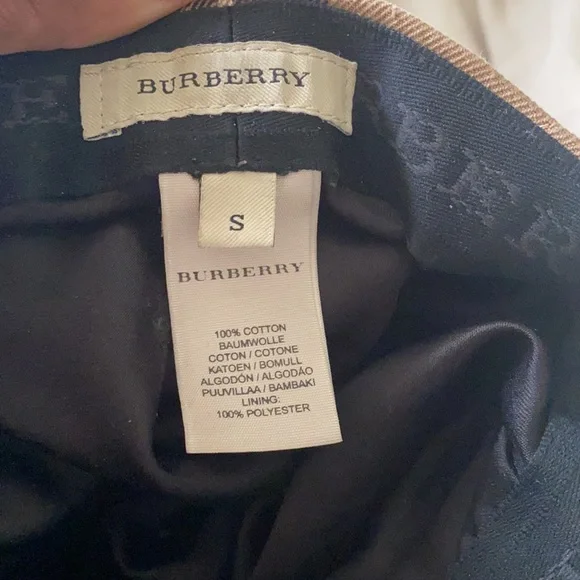 BURBERRY
S
BURBERRY
100% COTTON
BAUMWOLLE
COTON / COTONE
KATOEN / BOMULL
ALGODÓN / ALGODÃO
PUUVILLAA / BAMBAKI
LINING:
100% POLYESTER